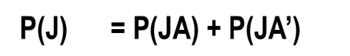 P(J) = P(JA) + P(JA’)